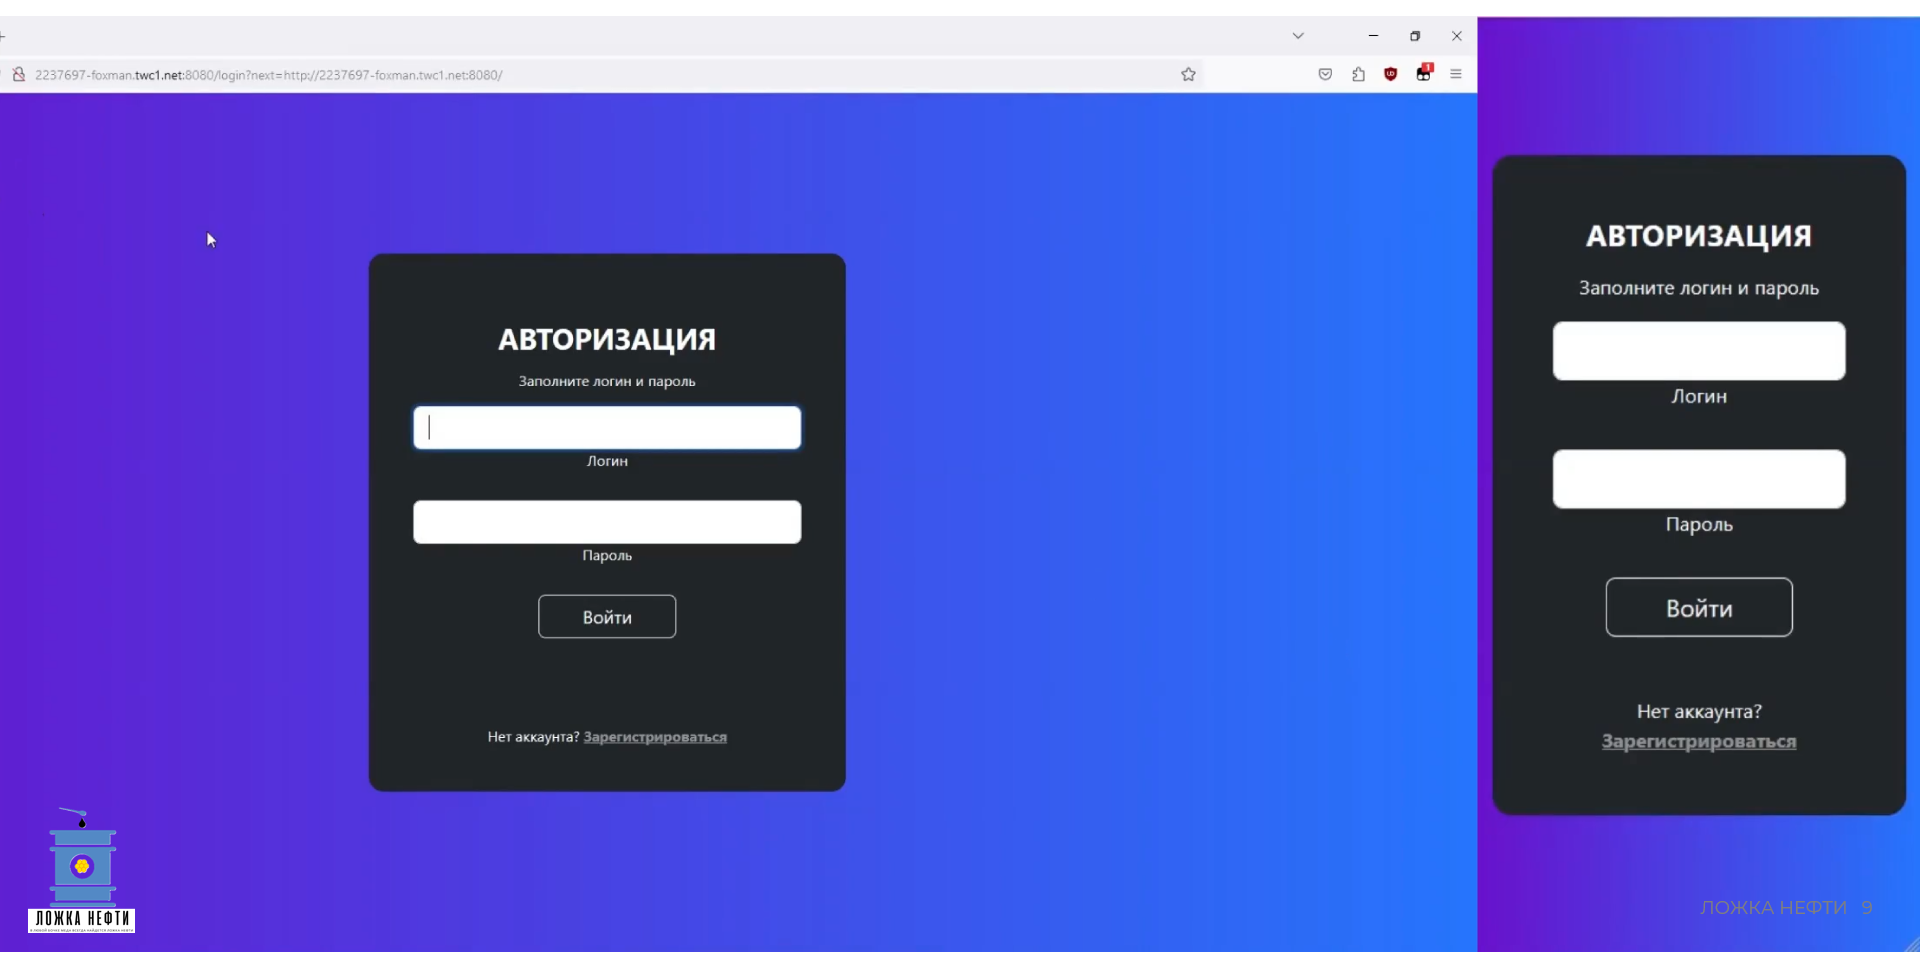 2237697-foxman.twc1.net:8080/login?next=http://2237697-foxman.twc1.net:8080/
АВТОРИЗАЦИЯ
Заполните логин и пароль
Логин
Пароль
Войти
Нет аккаунта? Зарегистрироваться
АВТОРИЗАЦИЯ
Заполните логин и пароль
Логин
Пароль
Войти
Нет аккаунта?
Зарегистрироваться
ЛОЖКА НЕФТИ
ЛОЖКА НЕФТИ 9